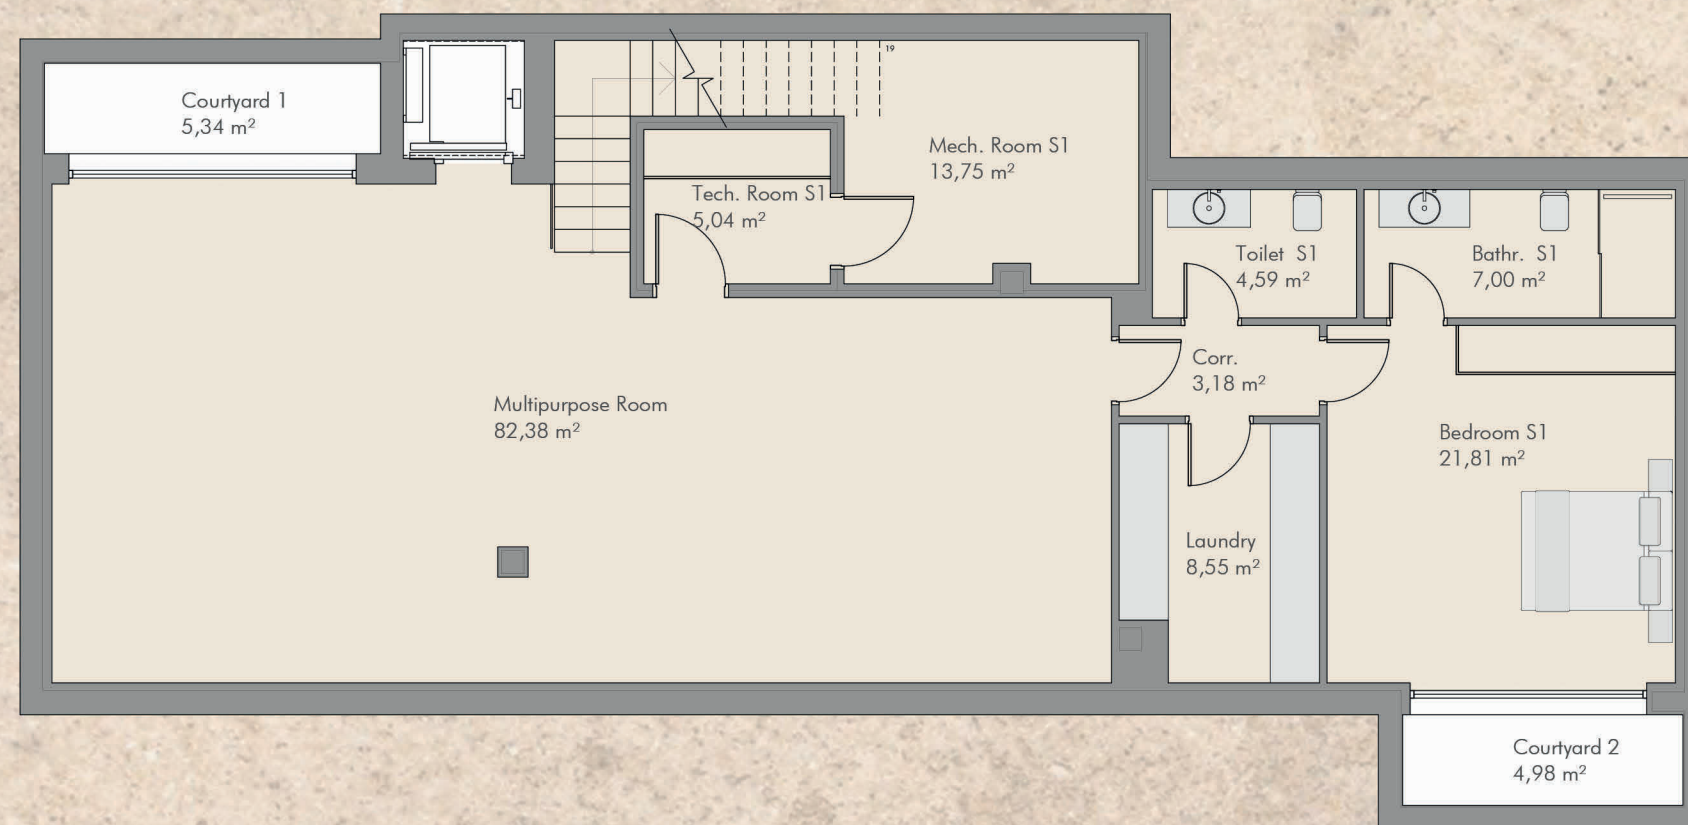 Courtyard 1
5,34 m²
19
Mech. Room S1
13,75 m²
Tech. Room S1
5,04 m²
Toilet S1
4,59 m²
Bathr. S1
7,00 m²
Corr.
3,18 m²
Multipurpose Room
82,38 m²
Bedroom S1
21,81 m²
Laundry
8,55 m²
Courtyard 2
4,98 m²